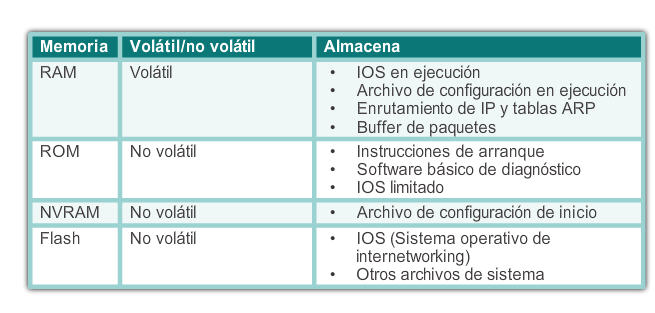 Memoria Volátil/no volátil Almacena
RAM Volátil • IOS en ejecución
• Archivo de configuración en ejecución
• Enrutamiento de IP y tablas ARP
• Buffer de paquetes
ROM No volátil • Instrucciones de arranque
• Software básico de diagnóstico
• IOS limitado
NVRAM No volátil • Archivo de configuración de inicio
Flash No volátil • IOS (Sistema operativo de
internetworking)
• Otros archivos de sistema